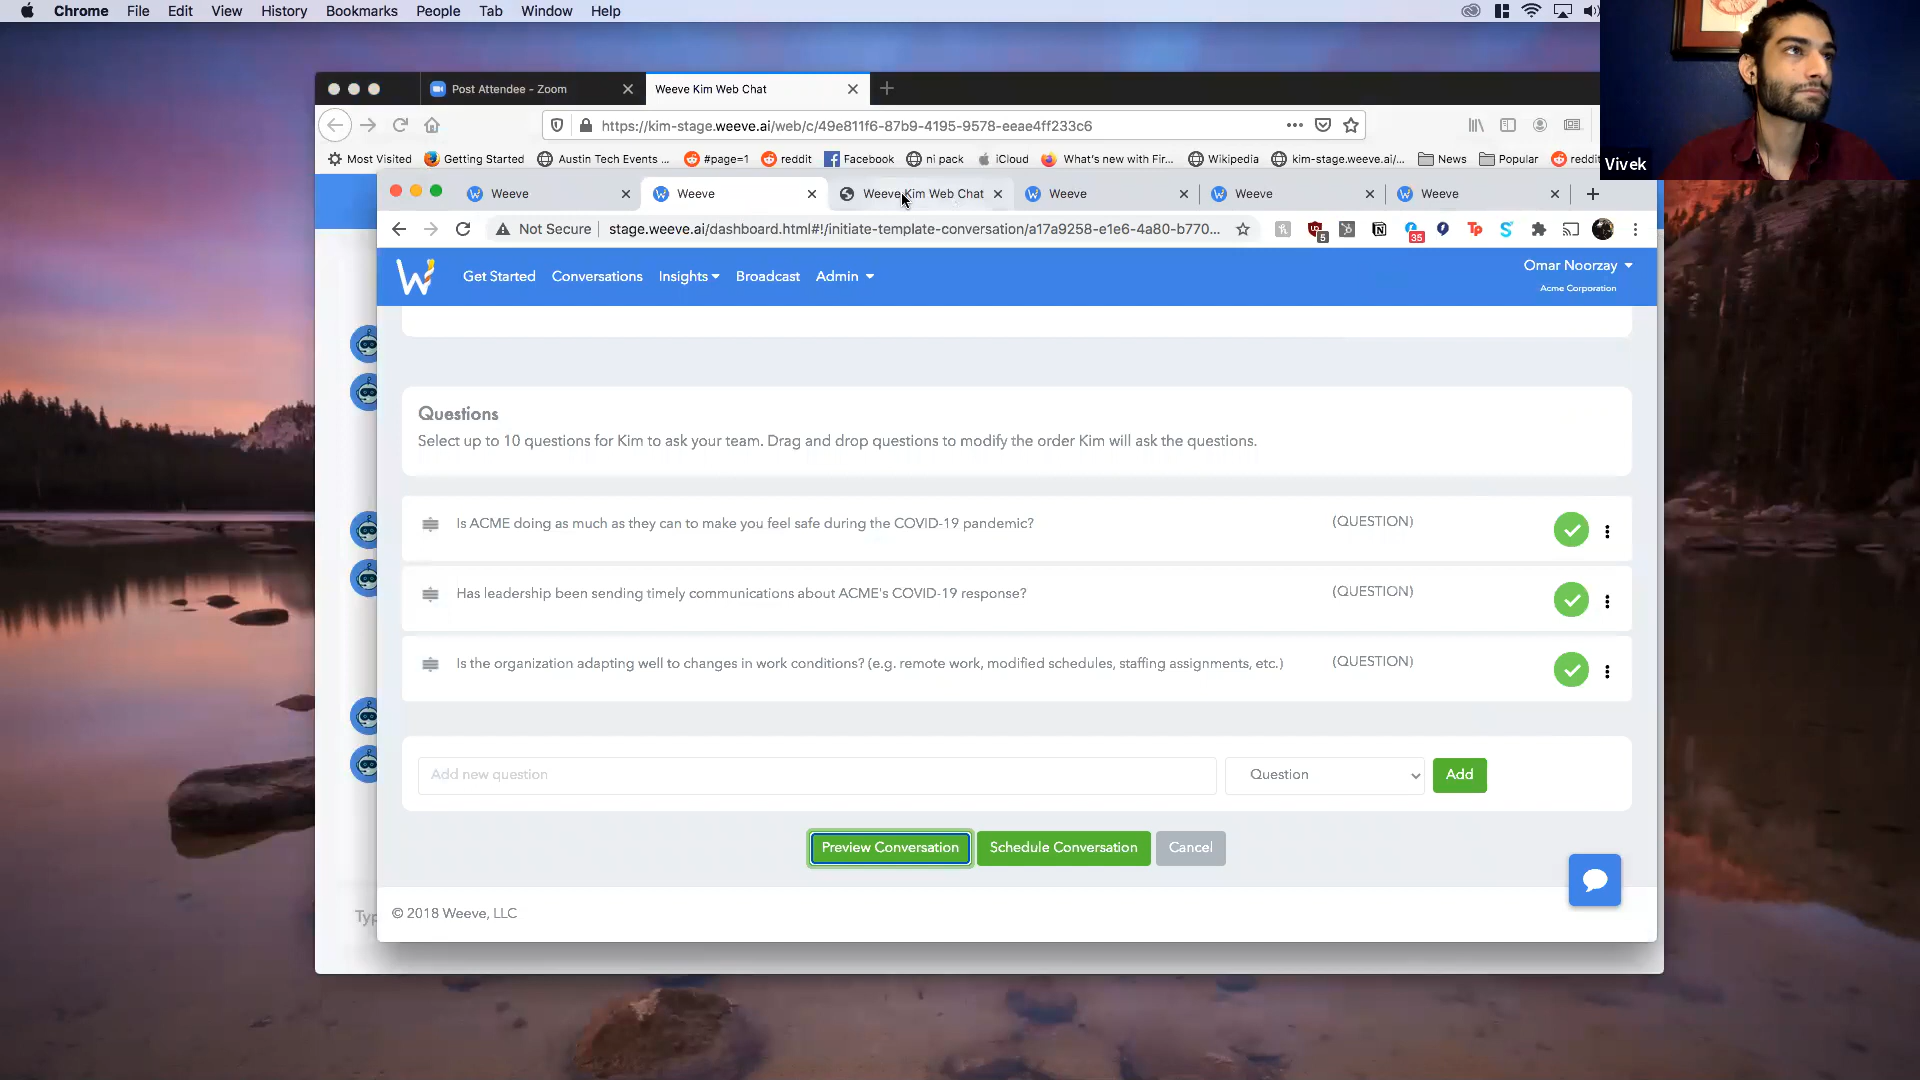 Chrome File Edit View History Bookmarks People Tab Window Help
Post Attendee - Zoom
Weeve Kim Web Chat
https://kim-stage.weeve.ai/web/c/49e811f6-87b9-4195-9578-eeae4ff233c6
Most Visited Getting Started Austin Tech Events ... #page=1 reddit Facebook ni pack iCloud What's new with Fir... Wikipedia kim-stage.weeve.ai/... News Popular reddit
Vivek
Weeve Weeve Weeve Kim Web Chat Weeve Weeve Weeve
Not Secure stage.weeve.ai/dashboard.html#!/initiate-template-conversation/a17a9258-e1e6-4a80-b770...
5
35
Tp
W Get Started Conversations Insights Broadcast Admin
Omar Noorzay
Acme Corporation
Questions
Select up to 10 questions for Kim to ask your team. Drag and drop questions to modify the order Kim will ask the questions.
Is ACME doing as much as they can to make you feel safe during the COVID-19 pandemic? (QUESTION)
Has leadership been sending timely communications about ACME's COVID-19 response? (QUESTION)
Is the organization adapting well to changes in work conditions? (e.g. remote work, modified schedules, staffing assignments, etc.) (QUESTION)
Add new question Question Add
Preview Conversation Schedule Conversation Cancel
Typ
© 2018 Weeve, LLC